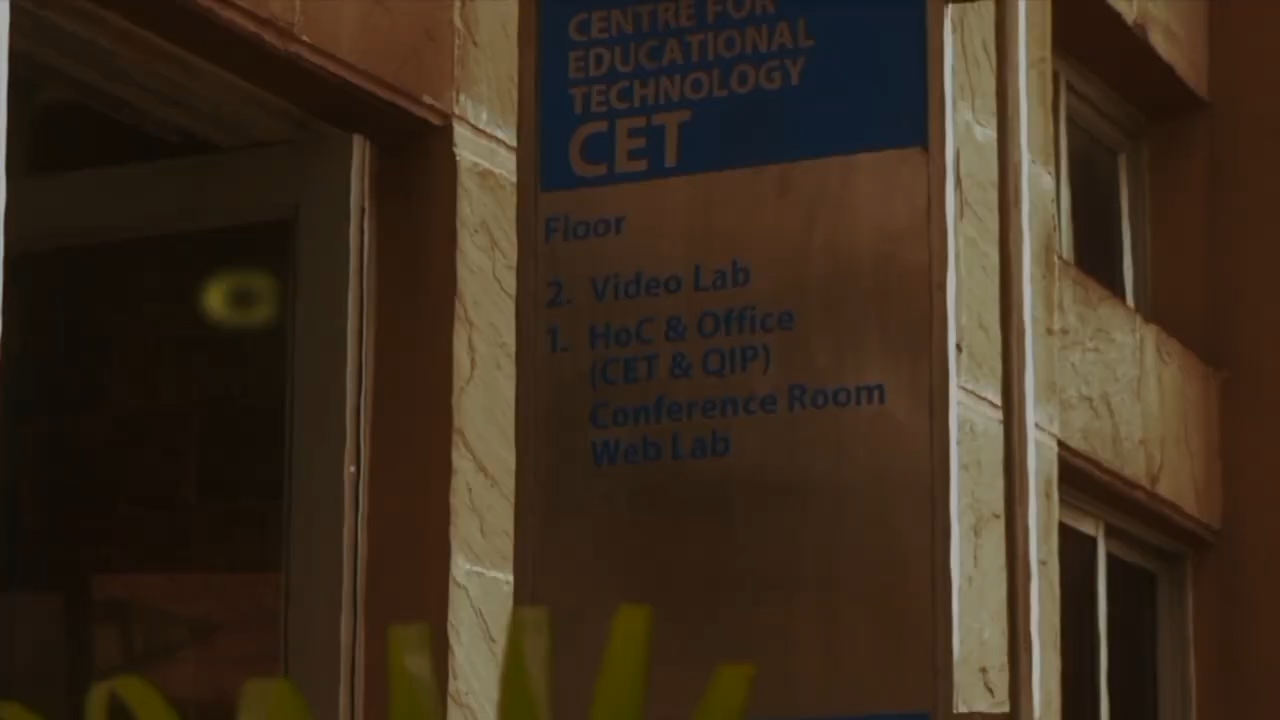 CENTRE FOR
EDUCATIONAL
TECHNOLOGY
CET
Floor
2. Video Lab
1. HoC & Office
(CET & QIP)
Conference Room
Web Lab